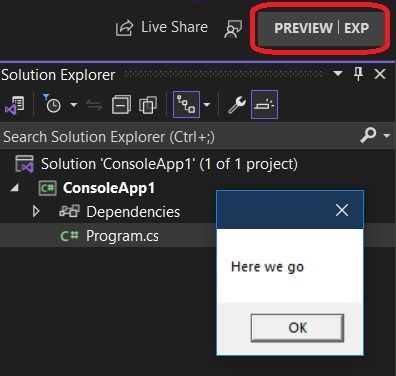 Live Share
PREVIEW | EXP
Solution Explorer
Search Solution Explorer (Ctrl+;)
Solution 'ConsoleApp1' (1 of 1 project)
C# ConsoleApp1
Dependencies
C# Program.cs
Here we go
OK